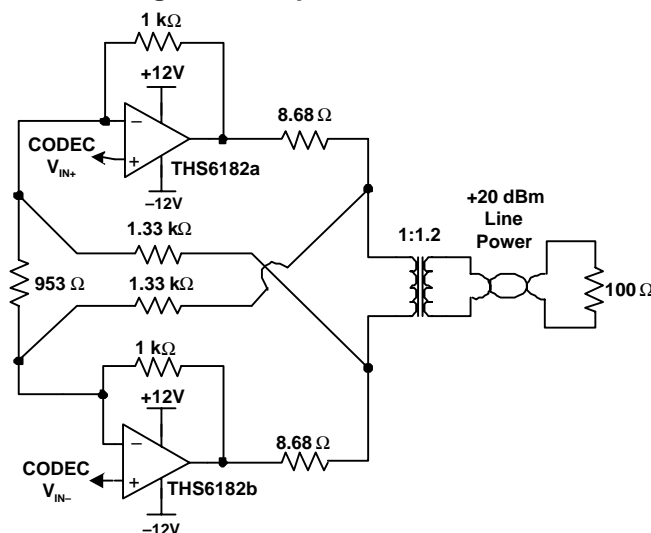 1 kΩ
+12V
8.68 Ω
CODEC
VIN+
THS6182a
−12V
+20 dBm
Line
Power
1.33 kΩ
1:1.2
953 Ω
1.33 kΩ
100Ω
1 kΩ
+12V
8.68 Ω
CODEC
VIN−
THS6182b
−12V